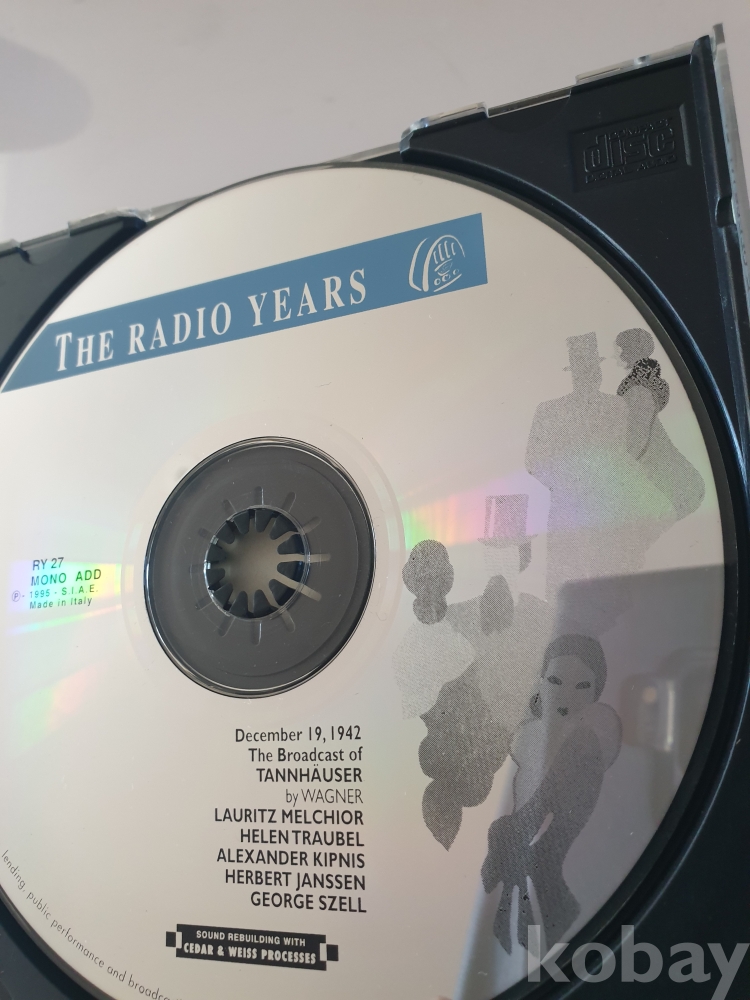 disc
THE RADIO YEARS
RY 27
MONO ADD
℗ - 1995 - S.I.A.E.
Made in Italy
December 19, 1942
The Broadcast of
TANNHÄUSER
by WAGNER
LAURITZ MELCHIOR
HELEN TRAUBEL
ALEXANDER KIPNIS
HERBERT JANSSEN
GEORGE SZELL
SOUND REBUILDING WITH
CEDAR & WEISS PROCESSES
lending, public performance and
kobay